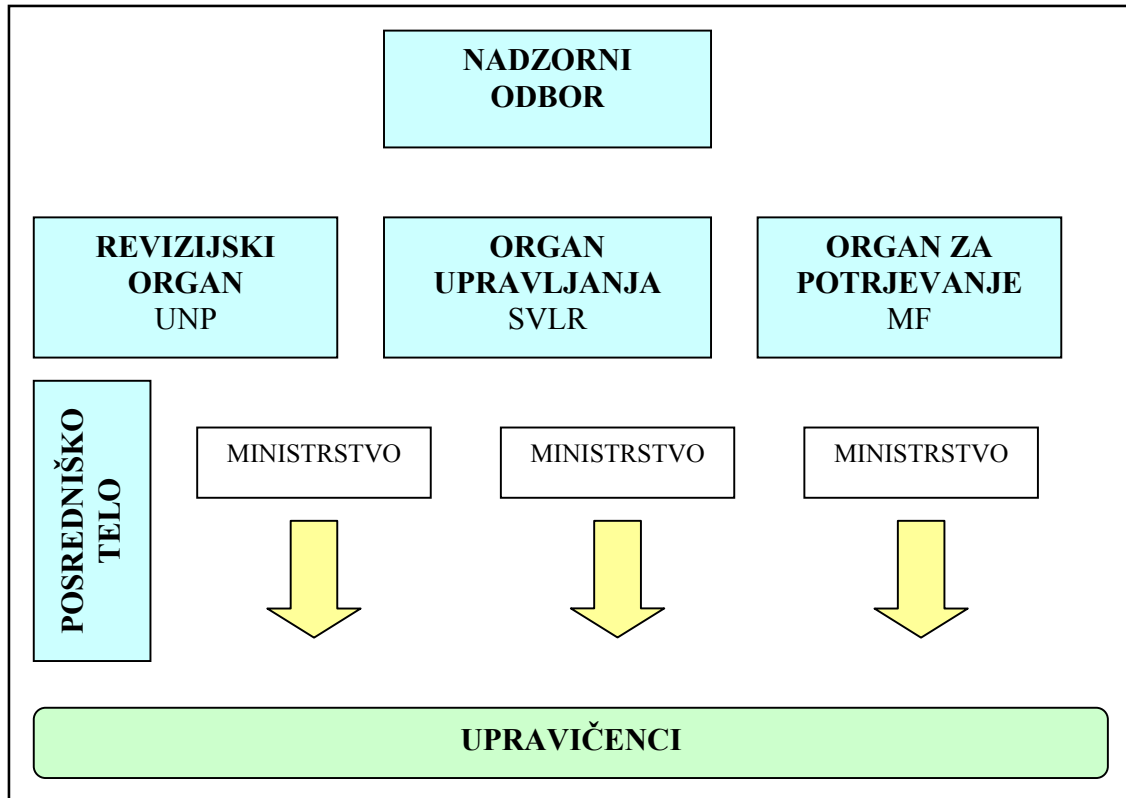 NADZORNI
ODBOR
REVIZIJSKI
ORGAN
UNP
ORGAN
UPRAVLJANJA
SVLR
ORGAN ZA
POTRJEVANJE
MF
POSREDNIŠKO
TELO
MINISTRSTVO
MINISTRSTVO
MINISTRSTVO
UPRAVIČENCI